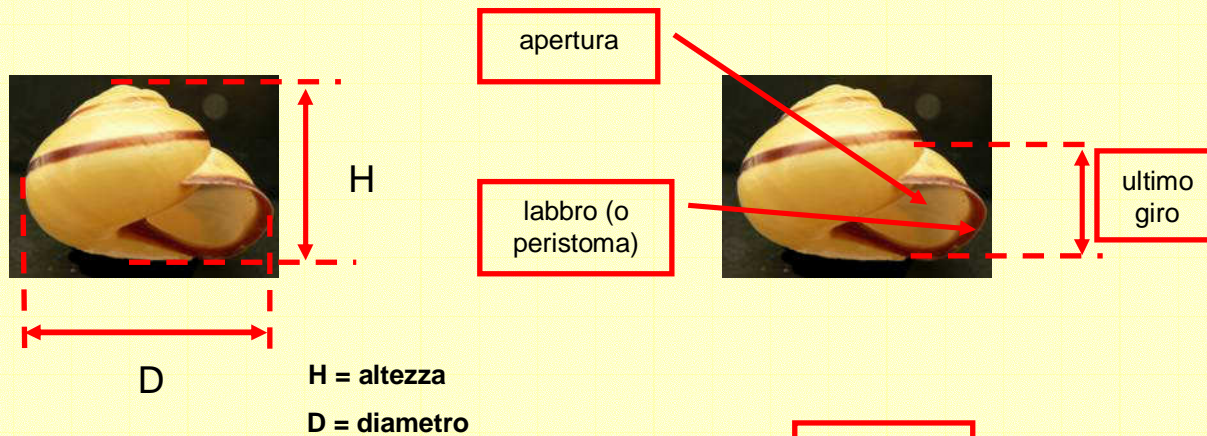 apertura
H
labbro (o
peristoma)
ultimo
giro
D
H = altezza
D = diametro